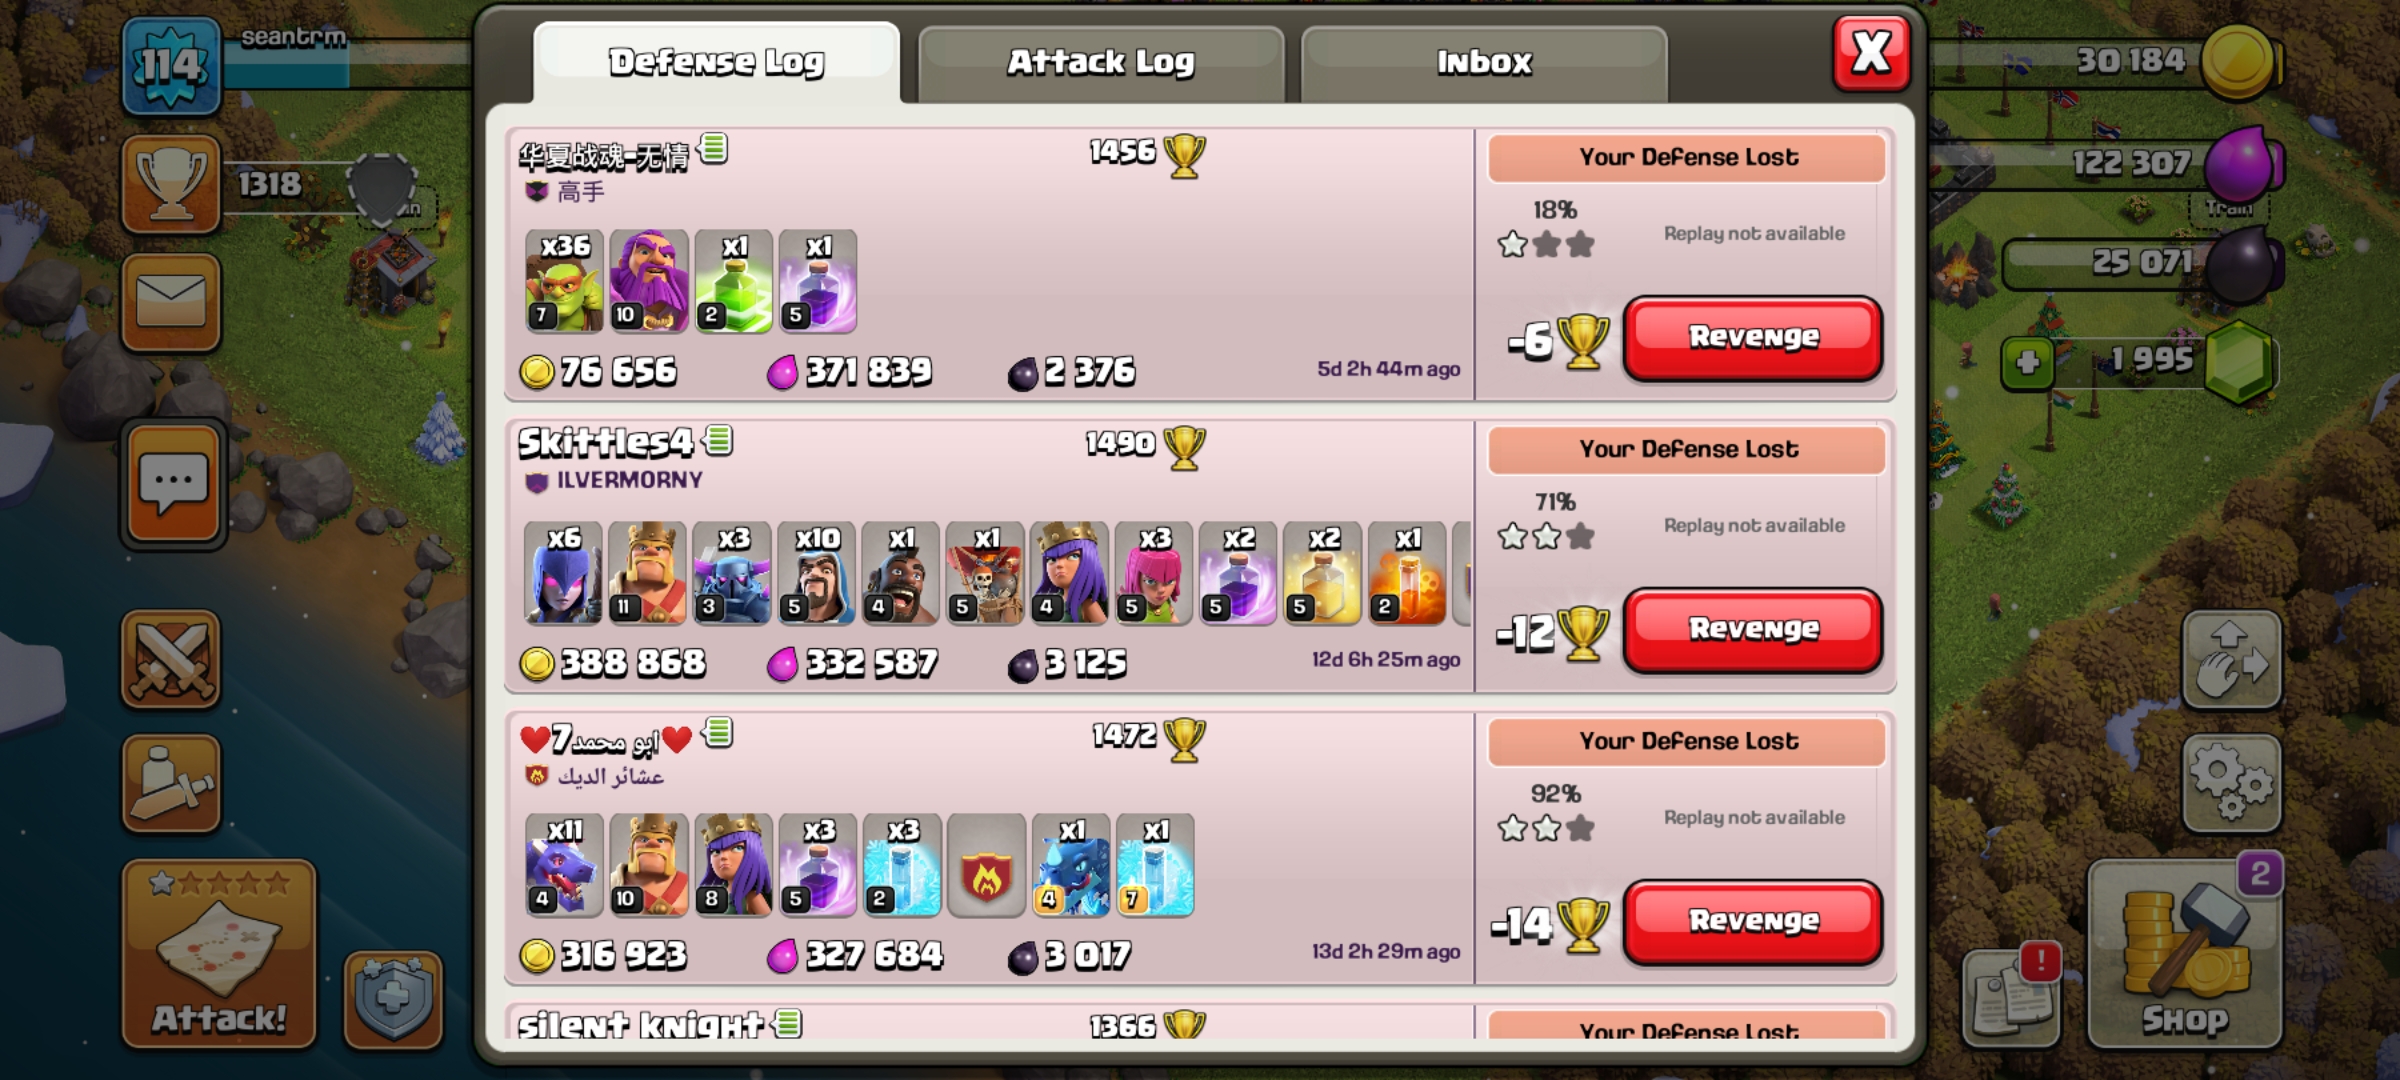 114
seantrm
1318
Defense Log
Attack Log
Inbox
X
30 184
122 307
Train
25 071
1 995
华夏战魂-无情
高手
1456
x36
7
10
x1
2
x1
5
76 656
371 839
2 376
5d 2h 44m ago
Your Defense Lost
18%
Replay not available
-6
Revenge
Skittles4
ILVERMORNY
1490
x6
11
x3
3
x10
5
x1
4
x1
5
4
x3
5
x2
5
x2
5
x1
2
388 868
332 587
3 125
12d 6h 25m ago
Your Defense Lost
71%
Replay not available
-12
Revenge
❤️ابو محمد7❤️
عشائر الديك
1472
x11
4
10
8
x3
5
x3
2
x1
4
x1
7
316 923
327 684
3 017
13d 2h 29m ago
Your Defense Lost
92%
Replay not available
-14
Revenge
silent knight
1366
Your Defense Lost
Attack!
2
!
Shop